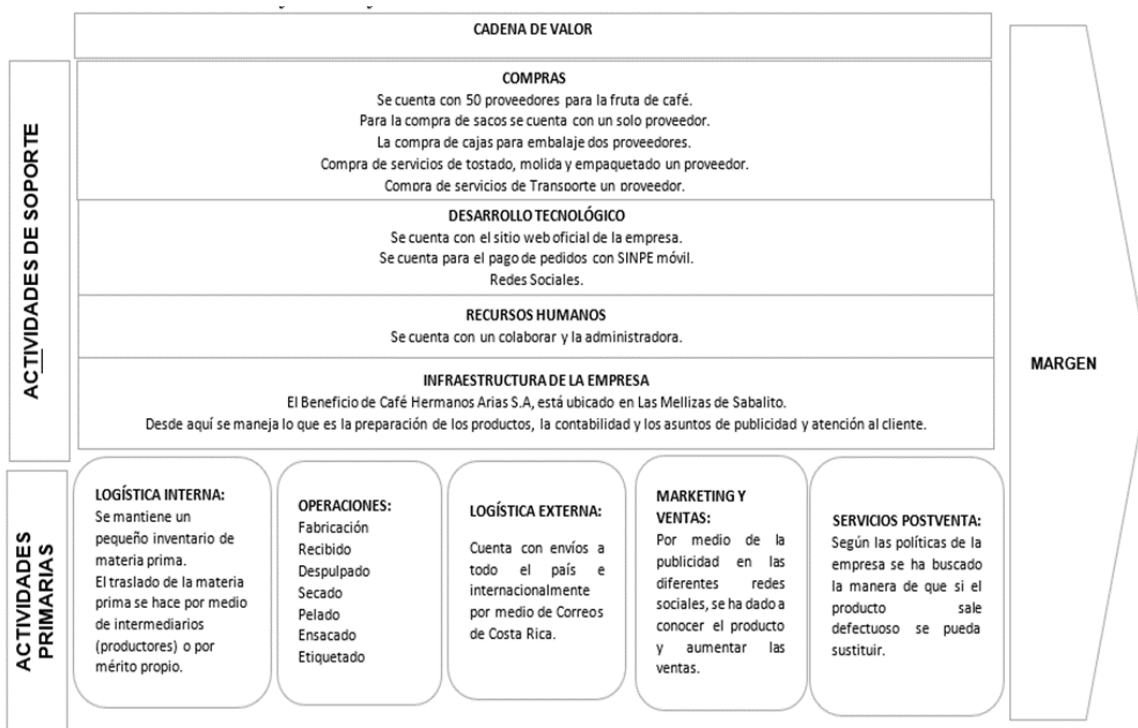 CADENA DE VALOR
ACTIVIDADES DE SOPORTE
COMPRAS
Se cuenta con 50 proveedores para la fruta de café.
Para la compra de sacos se cuenta con un solo proveedor.
La compra de cajas para embalaje dos proveedores.
Compra de servicios de tostado, molida y empaquetado un proveedor.
Compra de servicios de Transporte un proveedor.
DESARROLLO TECNOLÓGICO
Se cuenta con el sitio web oficial de la empresa.
Se cuenta para el pago de pedidos con SINPE móvil.
Redes Sociales.
RECURSOS HUMANOS
Se cuenta con un colaborar y la administradora.
INFRAESTRUCTURA DE LA EMPRESA
El Beneficio de Café Hermanos Arias S.A, está ubicado en Las Mellizas de Sabalito.
Desde aquí se maneja lo que es la preparación de los productos, la contabilidad y los asuntos de publicidad y atención al cliente.
ACTIVIDADES
PRIMARIAS
LOGÍSTICA INTERNA:
Se mantiene un
pequeño inventario de
materia prima.
El traslado de la materia
prima se hace por medio
de intermediarios
(productores) o por
mérito propio.
OPERACIONES:
Fabricación
Recibido
Despulpado
Secado
Pelado
Ensacado
Etiquetado
LOGÍSTICA EXTERNA:
Cuenta con envíos a
todo el país e
internacionalmente
por medio de Correos
de Costa Rica.
MARKETING Y
VENTAS:
Por medio de la
publicidad en las
diferentes redes
sociales, se ha dado a
conocer el producto
y aumentar las
ventas.
SERVICIOS POSTVENTA:
Según las políticas de la
empresa se ha buscado
la manera de que si el
producto sale
defectuoso se pueda
sustituir.
MARGEN